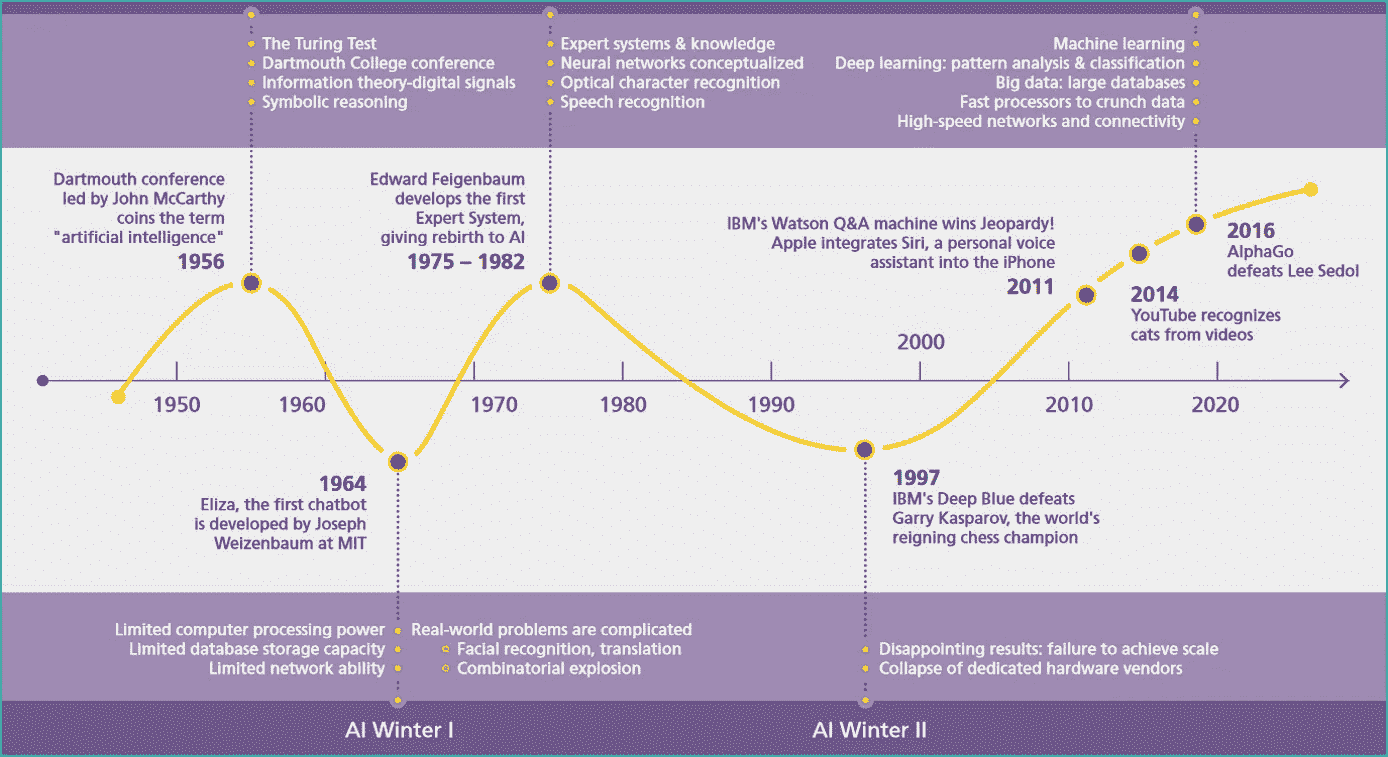 The Turing Test
Dartmouth College conference
Information theory-digital signals
Symbolic reasoning
Expert systems & knowledge
Neural networks conceptualized
Optical character recognition
Speech recognition
Machine learning
Deep learning: pattern analysis & classification
Big data: large databases
Fast processors to crunch data
High-speed networks and connectivity
Dartmouth conference
led by John McCarthy
coins the term
"artificial intelligence"
1956
Edward Feigenbaum
develops the first
Expert System,
giving rebirth to AI
1975 – 1982
IBM's Watson Q&A machine wins Jeopardy!
Apple integrates Siri, a personal voice
assistant into the iPhone
2011
2016
AlphaGo
defeats Lee Sedol
2014
YouTube recognizes
cats from videos
2000
1950
1960
1970
1980
1990
2010
2020
1964
Eliza, the first chatbot
is developed by Joseph
Weizenbaum at MIT
1997
IBM's Deep Blue defeats
Garry Kasparov, the world's
reigning chess champion
Limited computer processing power
Limited database storage capacity
Limited network ability
Real-world problems are complicated
Facial recognition, translation
Combinatorial explosion
Disappointing results: failure to achieve scale
Collapse of dedicated hardware vendors
AI Winter I
AI Winter II